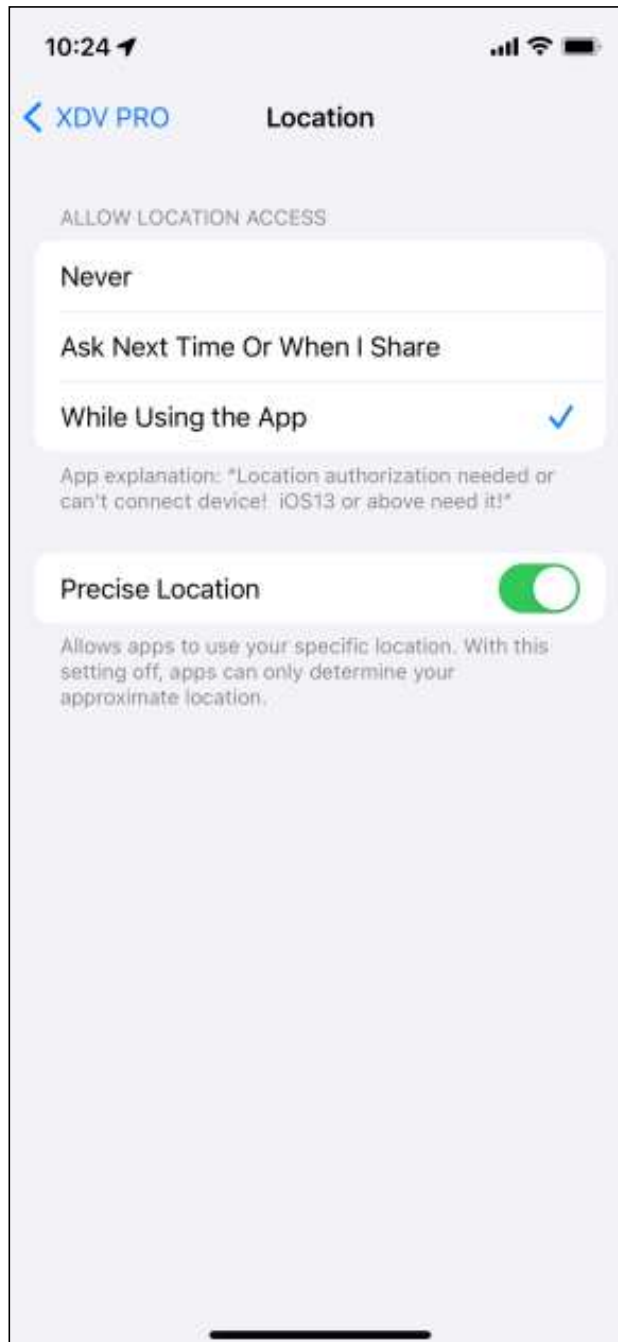 10:24
XDV PRO
Location
ALLOW LOCATION ACCESS
Never
Ask Next Time Or When I Share
While Using the App
App explanation: "Location authorization needed or
can't connect device!  iOS13 or above need it!"
Precise Location
Allows apps to use your specific location. With this
setting off, apps can only determine your
approximate location.